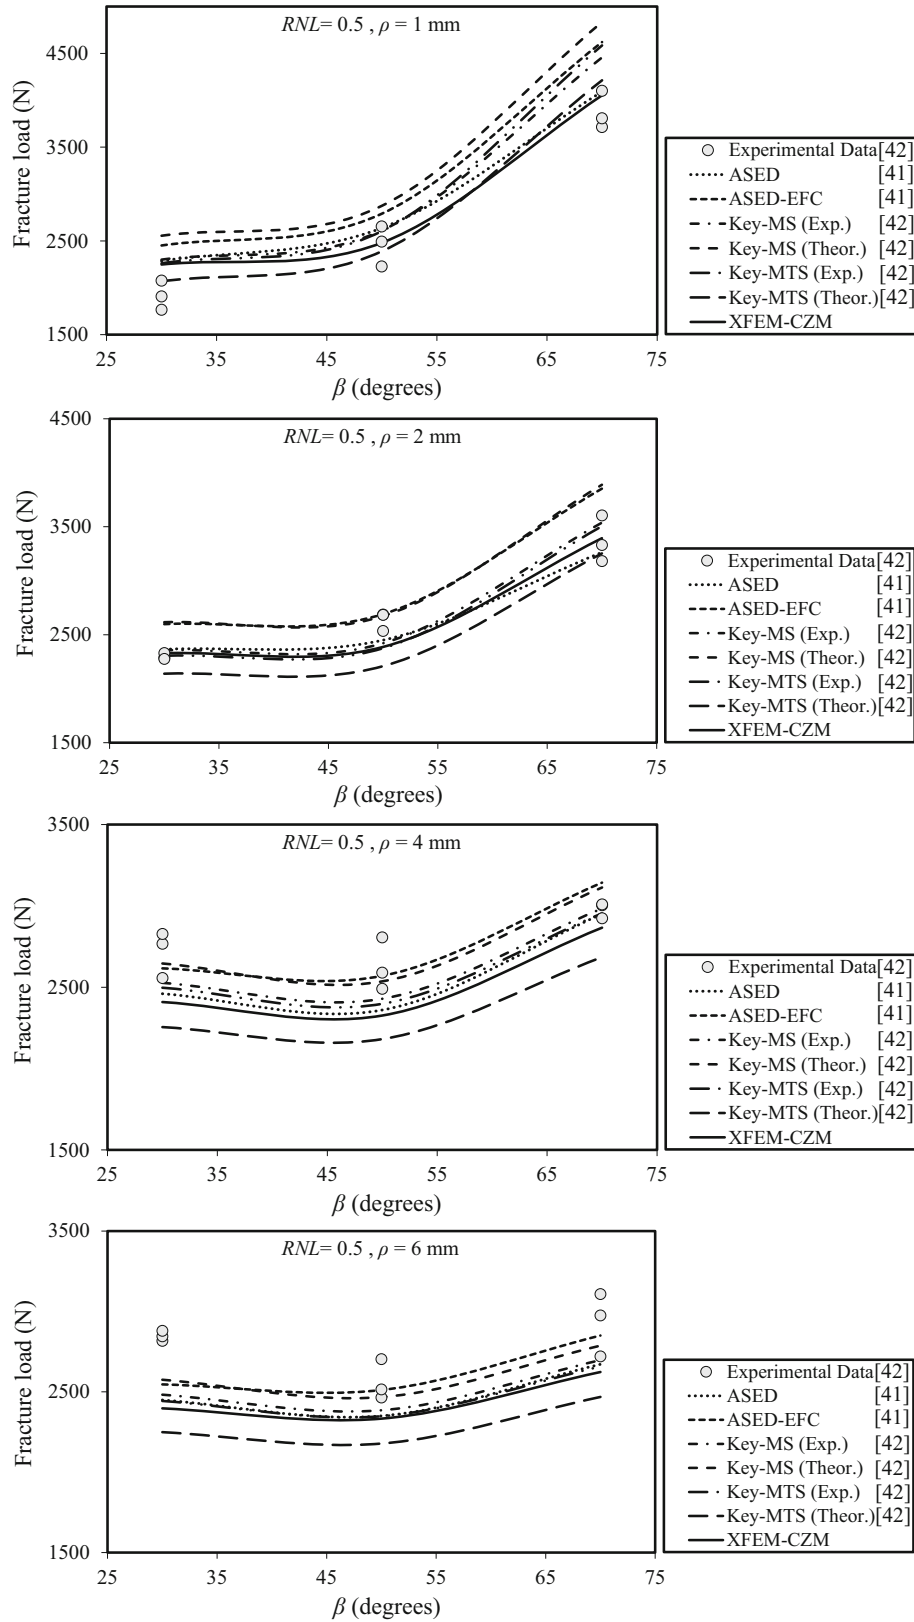 RNL= 0.5 , ρ = 1 mm
4500
3500
2500
1500
Fracture load (N)
25 35 45 55 65 75
β (degrees)
Experimental Data[42]
ASED [41]
ASED-EFC [41]
Key-MS (Exp.) [42]
Key-MS (Theor.) [42]
Key-MTS (Exp.) [42]
Key-MTS (Theor.)[42]
XFEM-CZM
RNL= 0.5 , ρ = 2 mm
4500
3500
2500
1500
Fracture load (N)
25 35 45 55 65 75
β (degrees)
Experimental Data[42]
ASED [41]
ASED-EFC [41]
Key-MS (Exp.) [42]
Key-MS (Theor.) [42]
Key-MTS (Exp.) [42]
Key-MTS (Theor.)[42]
XFEM-CZM
RNL= 0.5 , ρ = 4 mm
3500
2500
1500
Fracture load (N)
25 35 45 55 65 75
β (degrees)
Experimental Data[42]
ASED [41]
ASED-EFC [41]
Key-MS (Exp.) [42]
Key-MS (Theor.) [42]
Key-MTS (Exp.) [42]
Key-MTS (Theor.)[42]
XFEM-CZM
RNL= 0.5 , ρ = 6 mm
3500
2500
1500
Fracture load (N)
25 35 45 55 65 75
β (degrees)
Experimental Data[42]
ASED [41]
ASED-EFC [41]
Key-MS (Exp.) [42]
Key-MS (Theor.) [42]
Key-MTS (Exp.) [42]
Key-MTS (Theor.)[42]
XFEM-CZM